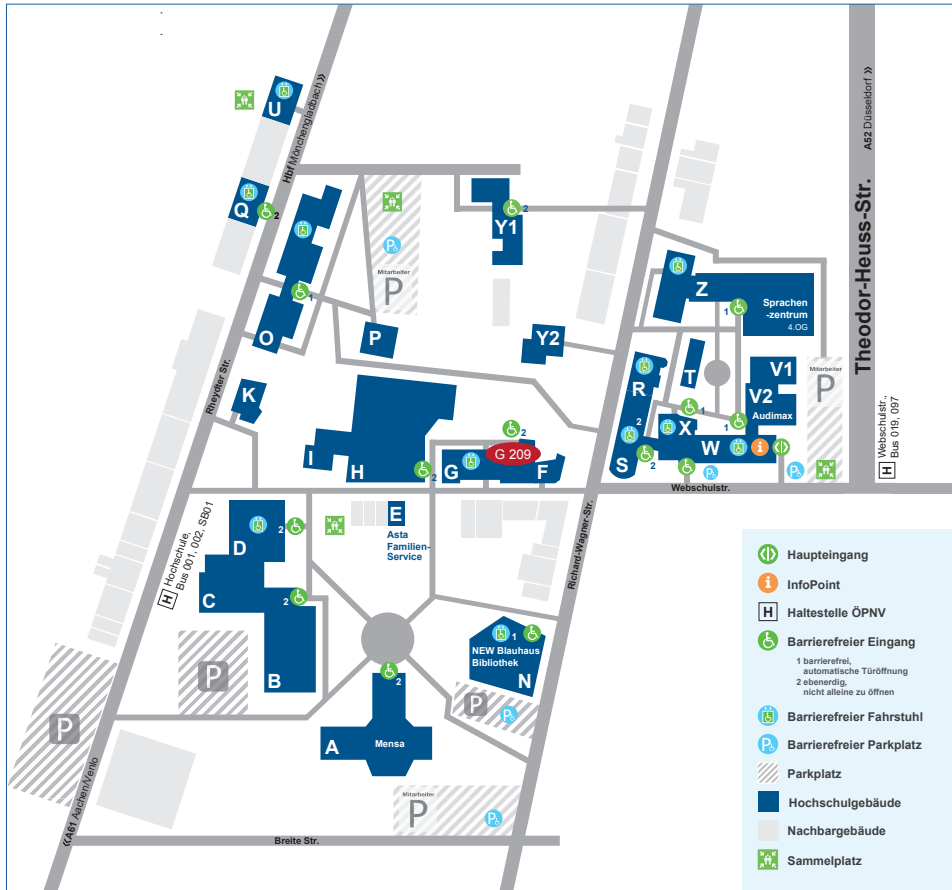 U
Hbf Mönchengladbach »
A52 Düsseldorf »
Theodor-Heuss-Str.
Q
2
Y1
2
Mitarbeiter
P
P
Z
Sprachen
-zentrum
4.OG
1
1
O
P
Y2
V1
V2
Audimax
Mitarbeiter
P
T
R
1
1
2
X
W
S
2
P
P
Webschulstr.
H Webschulstr.,
Bus 019, 097
Rheydter Str.
K
I
H
2
G
2
G 209
F
D
2
C
2
B
H Hochschule,
Bus 001, 002, SB01
E
Asta
Familien-
Service
Richard-Wagner-Str.
1
NEW Blauhaus
Bibliothek
N
P
P
P
P
2
A
Mensa
Mitarbeiter
P
P
«A61 Aachen/Venlo
Breite Str.
Haupteingang
i InfoPoint
H Haltestelle ÖPNV
Barrierefreier Eingang
1 barrierefrei,
automatische Türöffnung
2 ebenerdig,
nicht alleine zu öffnen
Barrierefreier Fahrstuhl
P Barrierefreier Parkplatz
Parkplatz
Hochschulgebäude
Nachbargebäude
Sammelplatz